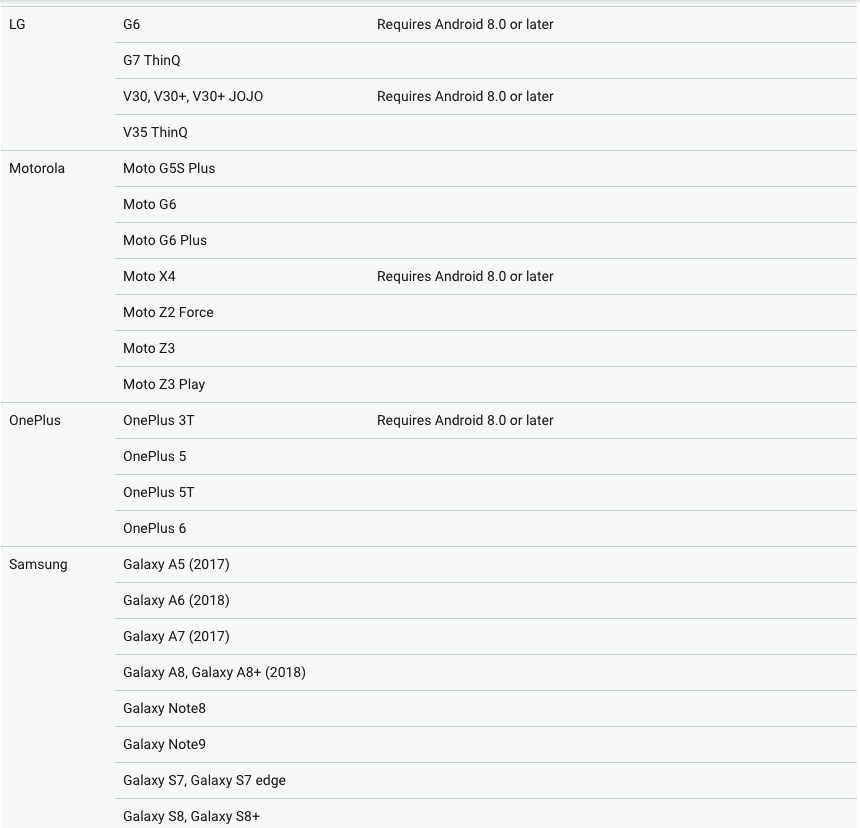 LG G6 Requires Android 8.0 or later
G7 ThinQ
V30, V30+, V30+ JOJO Requires Android 8.0 or later
V35 ThinQ
Motorola Moto G5S Plus
Moto G6
Moto G6 Plus
Moto X4 Requires Android 8.0 or later
Moto Z2 Force
Moto Z3
Moto Z3 Play
OnePlus OnePlus 3T Requires Android 8.0 or later
OnePlus 5
OnePlus 5T
OnePlus 6
Samsung Galaxy A5 (2017)
Galaxy A6 (2018)
Galaxy A7 (2017)
Galaxy A8, Galaxy A8+ (2018)
Galaxy Note8
Galaxy Note9
Galaxy S7, Galaxy S7 edge
Galaxy S8, Galaxy S8+